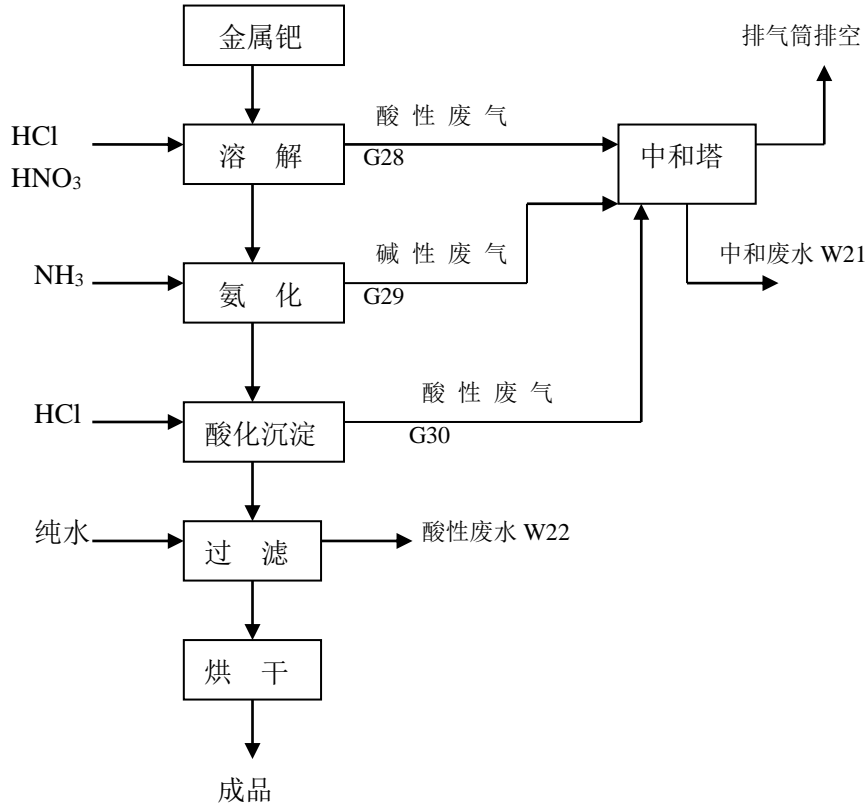 金属钯
排气筒排空
HCl
HNO₃
溶 解
酸 性 废 气
G28
中和塔
NH₃
氨 化
碱 性 废 气
G29
中和废水 W21
HCl
酸化沉淀
酸 性 废 气
G30
纯水
过 滤
酸性废水 W22
烘 干
成品